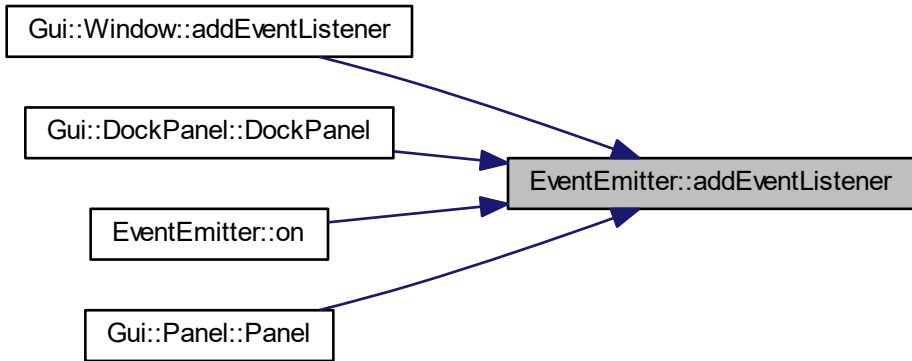 Gui::Window::addEventListener
Gui::DockPanel::DockPanel
EventEmitter::addEventListener
EventEmitter::on
Gui::Panel::Panel